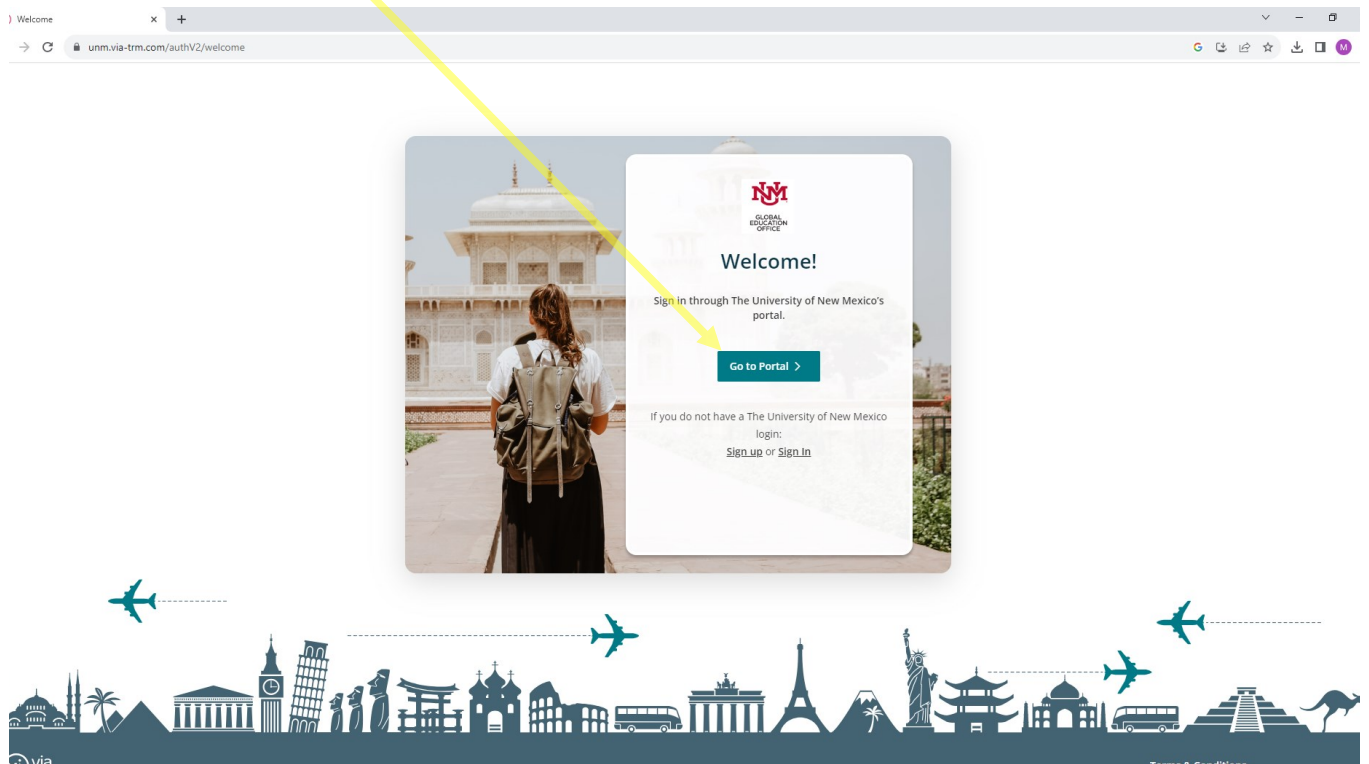 Welcome
unm.via-trm.com/authV2/welcome
G
M
UNM
GLOBAL
EDUCATION
OFFICE
Welcome!
Sign in through The University of New Mexico's
portal.
Go to Portal
If you do not have a The University of New Mexico
login:
Sign up or Sign In
via
Terms & Conditions